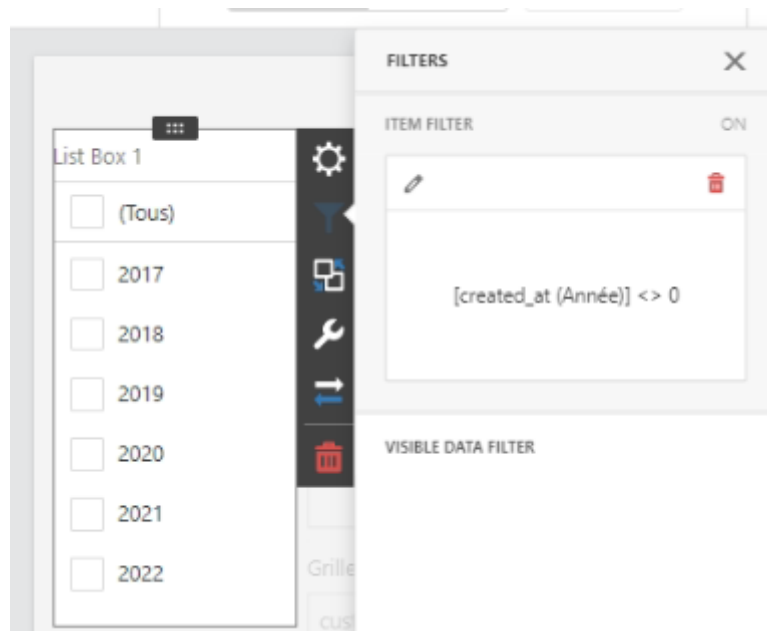 FILTERS
ITEM FILTER
ON
List Box 1
(Tous)
2017
2018
2019
2020
2021
2022
[created_at (Année)] <> 0
VISIBLE DATA FILTER
Grille
cust